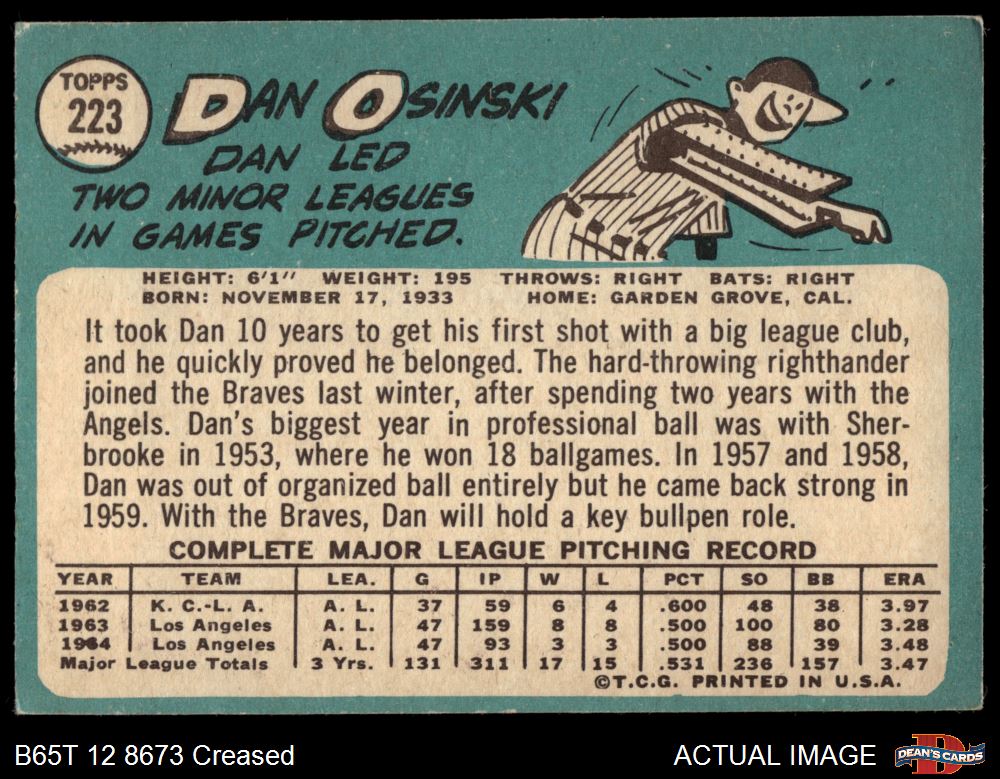 TOPPS
223
DAN OSINSKI
DAN LED
TWO MINOR LEAGUES
IN GAMES PITCHED.
HEIGHT: 6'1" WEIGHT: 195 THROWS: RIGHT BATS: RIGHT
BORN: NOVEMBER 17, 1933 HOME: GARDEN GROVE, CAL.
It took Dan 10 years to get his first shot with a big league club,
and he quickly proved he belonged. The hard-throwing righthander
joined the Braves last winter, after spending two years with the
Angels. Dan's biggest year in professional ball was with Sher-
brooke in 1953, where he won 18 ballgames. In 1957 and 1958,
Dan was out of organized ball entirely but he came back strong in
1959. With the Braves, Dan will hold a key bullpen role.
COMPLETE MAJOR LEAGUE PITCHING RECORD
YEAR TEAM LEA. G IP W L PCT SO BB ERA
1962 K. C.-L. A. A. L. 37 59 6 4 .600 48 38 3.97
1963 Los Angeles A. L. 47 159 8 8 .500 100 80 3.28
1964 Los Angeles A. L. 47 93 3 3 .500 88 39 3.48
Major League Totals 3 Yrs. 131 311 17 15 .531 236 157 3.47
©T.C.G. PRINTED IN U.S.A.
B65T 12 8673 Creased ACTUAL IMAGE DEAN'S CARDS